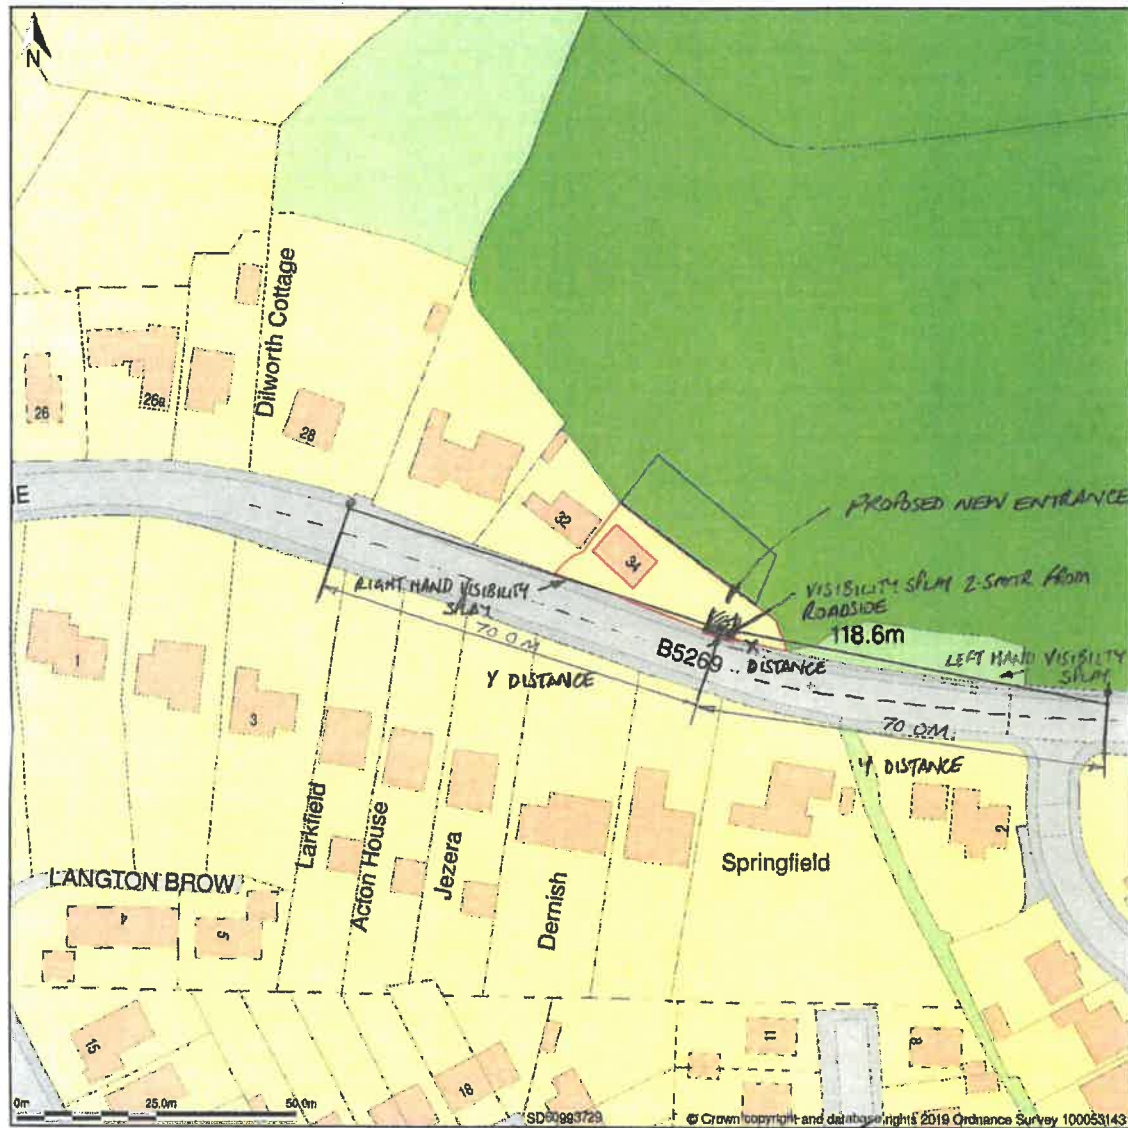 N
Dilworth Cottage
26
26a
28
32
34
PROPOSED NEW ENTRANCE
VISIBILITY SPLAY 2.5MTR FROM
ROADSIDE
118.6m
RIGHT HAND VISIBILITY
SPLAY
70.0M
Y DISTANCE
B5269
X
DISTANCE
LEFT HAND VISIBILTY
SPLAY
70.0M
Y DISTANCE
1
3
2
Larkfield
Acton House
Jezera
Dernish
Springfield
LANGTON BROW
4
5
15
16
11
8
0m
25.0m
50.0m
© Crown copyright and database rights 2019 Ordnance Survey 100053143